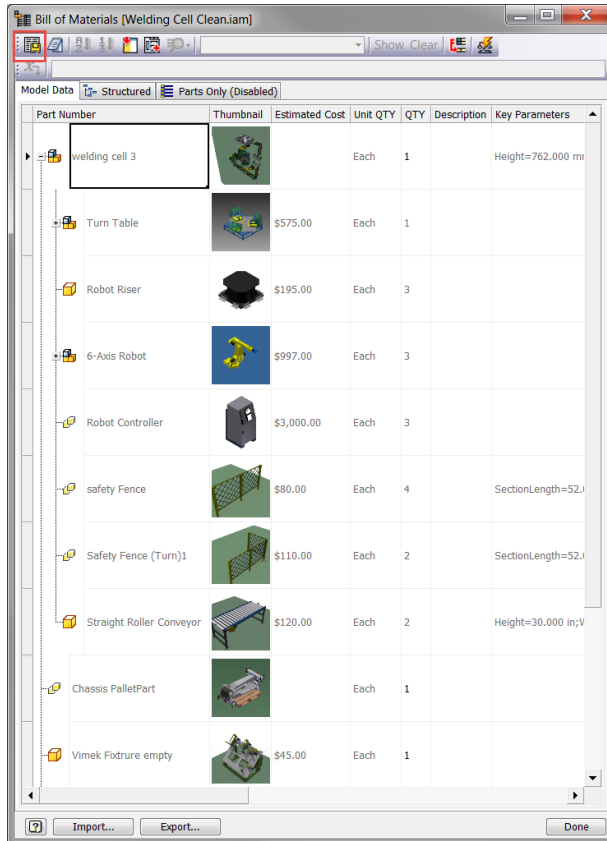 Bill of Materials [Welding Cell Clean.iam]
Show Clear
Model Data Structured Parts Only (Disabled)
Part Number Thumbnail Estimated Cost Unit QTY QTY Description Key Parameters
welding cell 3 Each 1 Height=762.000 mm
Turn Table $575.00 Each 1
Robot Riser $195.00 Each 3
6-Axis Robot $997.00 Each 3
Robot Controller $3,000.00 Each 3
safety Fence $80.00 Each 4 SectionLength=52.
Safety Fence (Turn)1 $110.00 Each 2 SectionLength=52.
Straight Roller Conveyor $120.00 Each 2 Height=30.000 in;W
Chassis PalletPart Each 1
Vimek Fixtrure empty $45.00 Each 1
Import... Export... Done